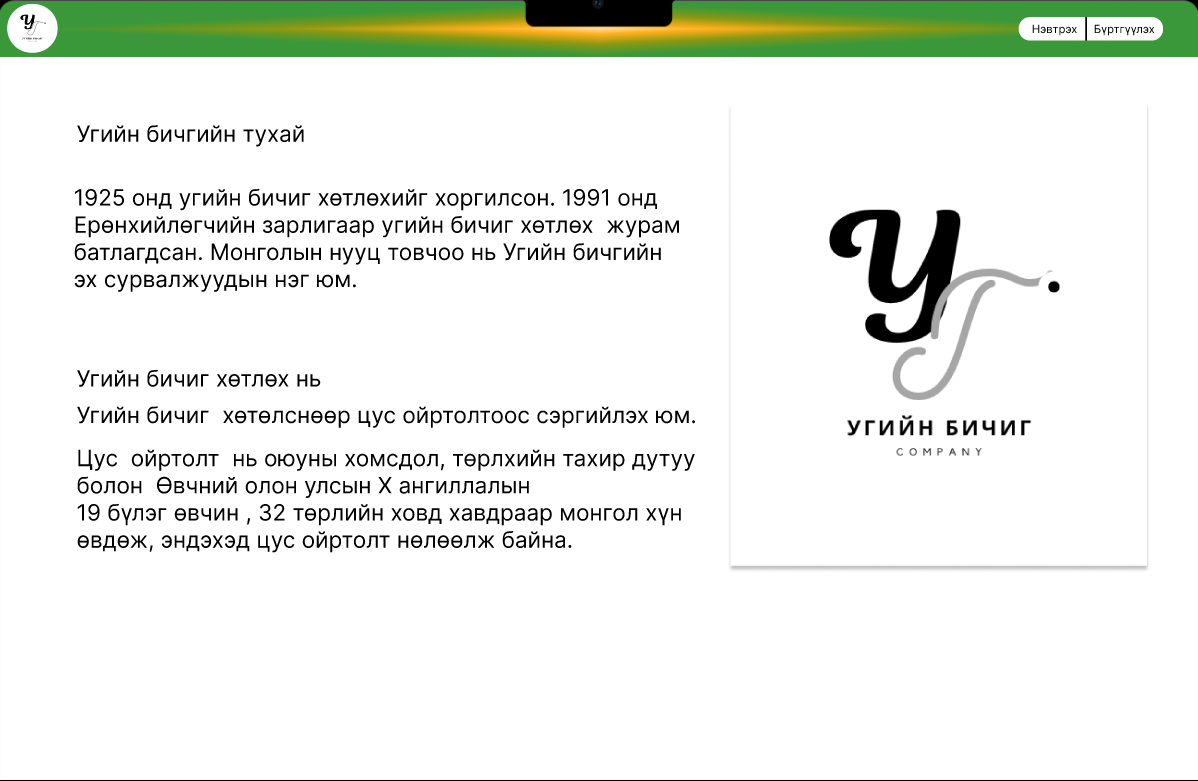 Нэвтрэх
Бүртгүүлэх
Угийн бичгийн тухай
1925 онд угийн бичиг хөтлөхийг хоргилсон. 1991 онд
Ерөнхийлөгчийн зарлигаар угийн бичиг хөтлөх журам
батлагдсан. Монголын нууц товчоо нь Угийн бичгийн
эх сурвалжуудын нэг юм.
Угийн бичиг хөтлөх нь
Угийн бичиг хөтөлснөөр цус ойртолтоос сэргийлэх юм.
Цус ойртолт нь оюуны хомсдол, төрлхийн тахир дутуу
болон Өвчний олон улсын X ангиллалын
19 бүлэг өвчин , 32 төрлийн ховд хавдраар монгол хүн
өвдөж, эндэхэд цус ойртолт нөлөөлж байна.
УГИЙН БИЧИГ
COMPANY